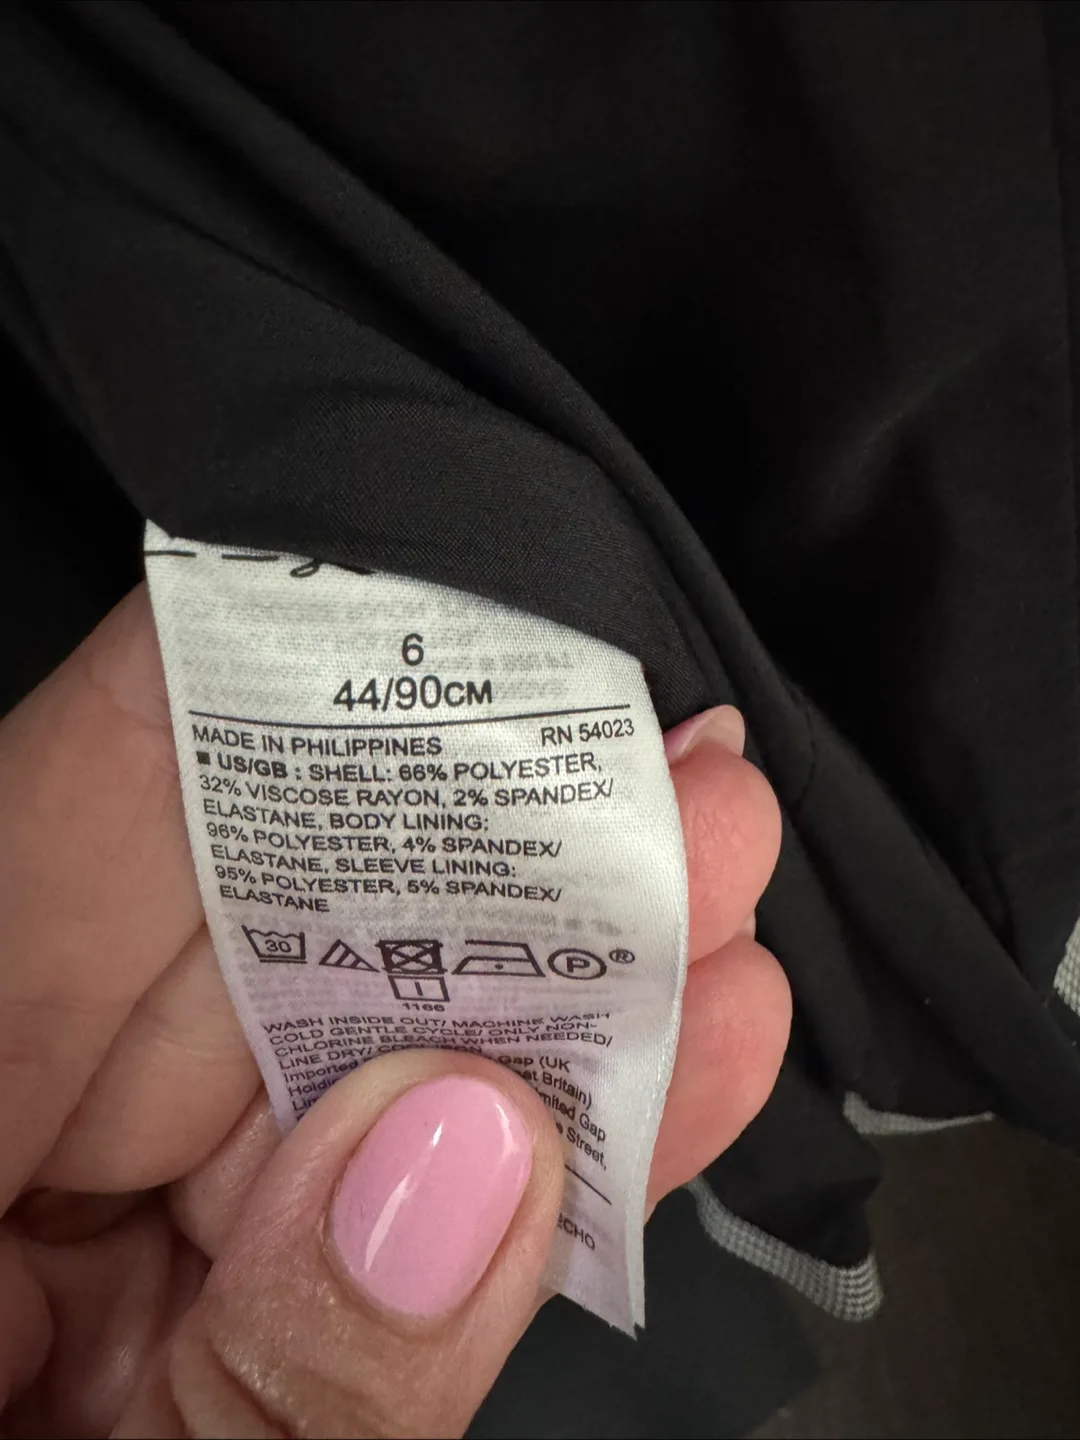 6
44/90CM
MADE IN PHILIPPINES RN 54023
■ US/GB : SHELL: 66% POLYESTER,
32% VISCOSE RAYON, 2% SPANDEX/
ELASTANE, BODY LINING:
96% POLYESTER, 4% SPANDEX/
ELASTANE, SLEEVE LINING:
95% POLYESTER, 5% SPANDEX/
ELASTANE
30 P ®
1166
WASH INSIDE OUT/ MACHINE WASH
COLD GENTLE CYCLE/ ONLY NON-
CHLORINE BLEACH WHEN NEEDED/
LINE DRY/ COOL IRON
Imported Gap (UK
Britain)
Gap
Street,